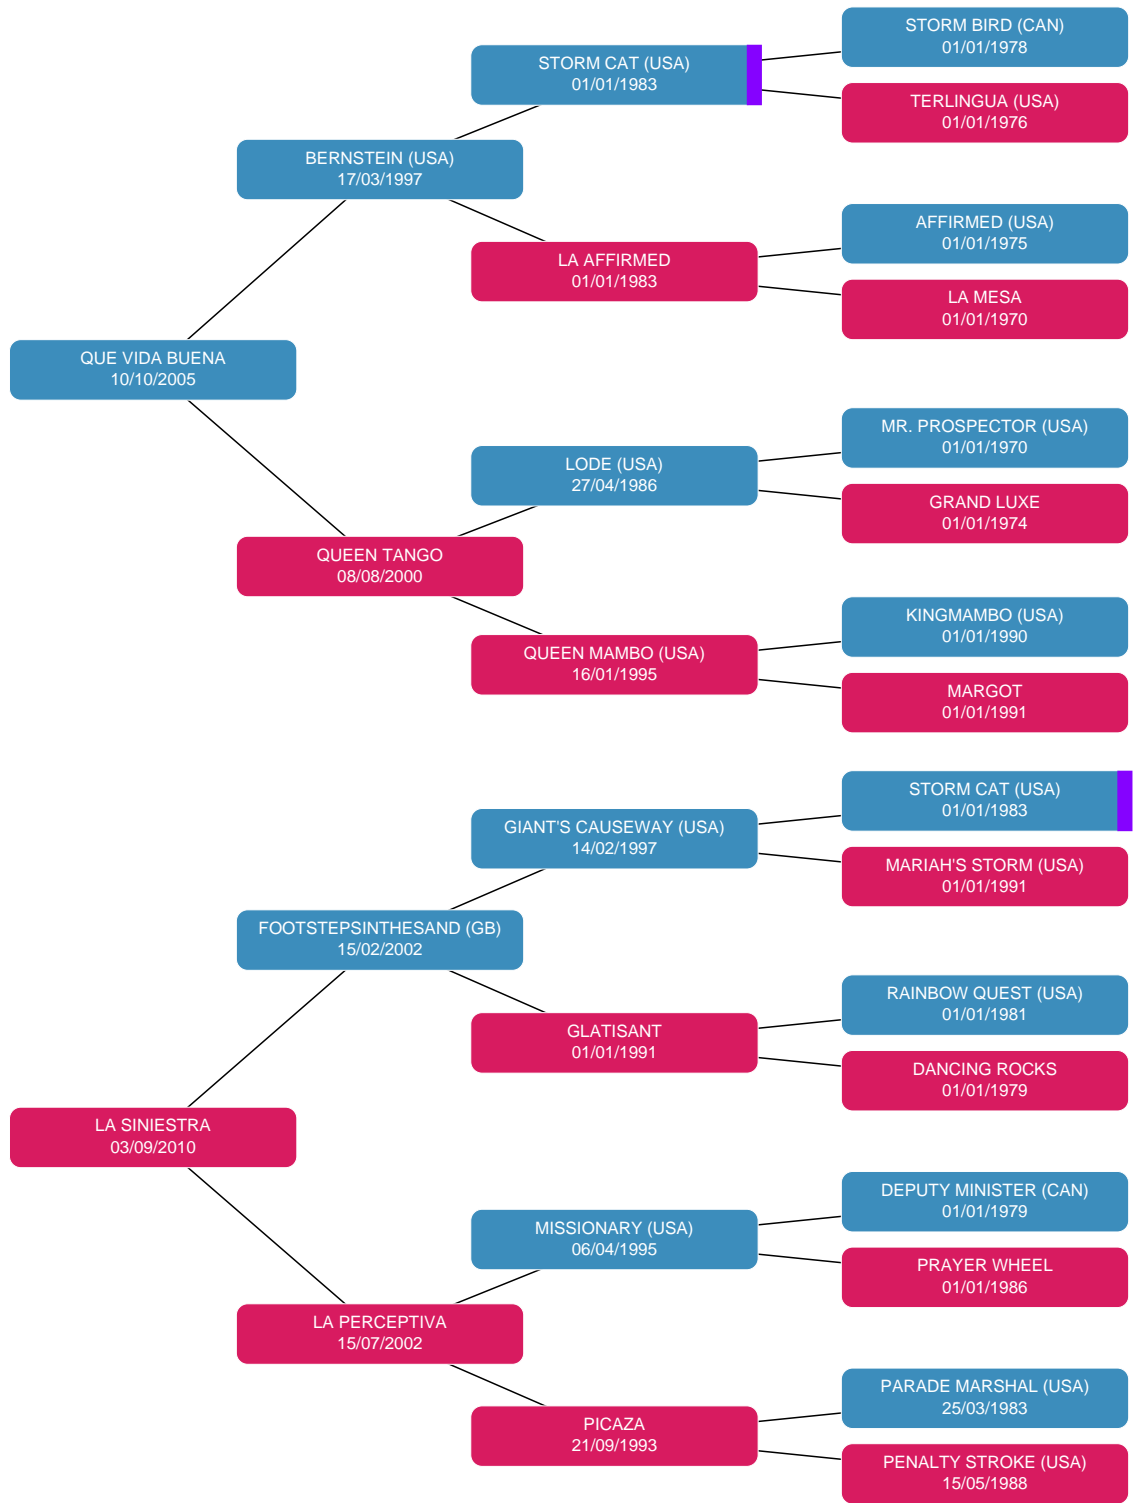 STORM BIRD (CAN)
01/01/1978
STORM CAT (USA)
01/01/1983
TERLINGUA (USA)
01/01/1976
BERNSTEIN (USA)
17/03/1997
AFFIRMED (USA)
01/01/1975
LA AFFIRMED
01/01/1983
LA MESA
01/01/1970
QUE VIDA BUENA
10/10/2005
MR. PROSPECTOR (USA)
01/01/1970
LODE (USA)
27/04/1986
GRAND LUXE
01/01/1974
QUEEN TANGO
08/08/2000
KINGMAMBO (USA)
01/01/1990
QUEEN MAMBO (USA)
16/01/1995
MARGOT
01/01/1991
STORM CAT (USA)
01/01/1983
GIANT'S CAUSEWAY (USA)
14/02/1997
MARIAH'S STORM (USA)
01/01/1991
FOOTSTEPSINTHESAND (GB)
15/02/2002
RAINBOW QUEST (USA)
01/01/1981
GLATISANT
01/01/1991
DANCING ROCKS
01/01/1979
LA SINIESTRA
03/09/2010
DEPUTY MINISTER (CAN)
01/01/1979
MISSIONARY (USA)
06/04/1995
PRAYER WHEEL
01/01/1986
LA PERCEPTIVA
15/07/2002
PARADE MARSHAL (USA)
25/03/1983
PICAZA
21/09/1993
PENALTY STROKE (USA)
15/05/1988